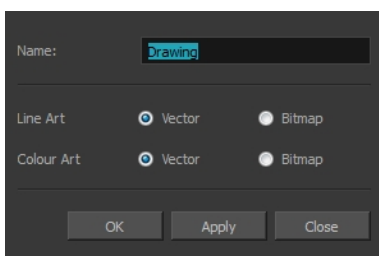 Name: Drawing
Line Art Vector Bitmap
Colour Art Vector Bitmap
OK Apply Close